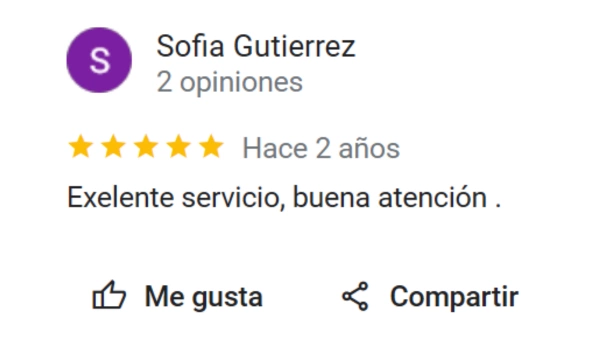 S
Sofia Gutierrez
2 opiniones
Hace 2 años
Exelente servicio, buena atención .
Me gusta
Compartir